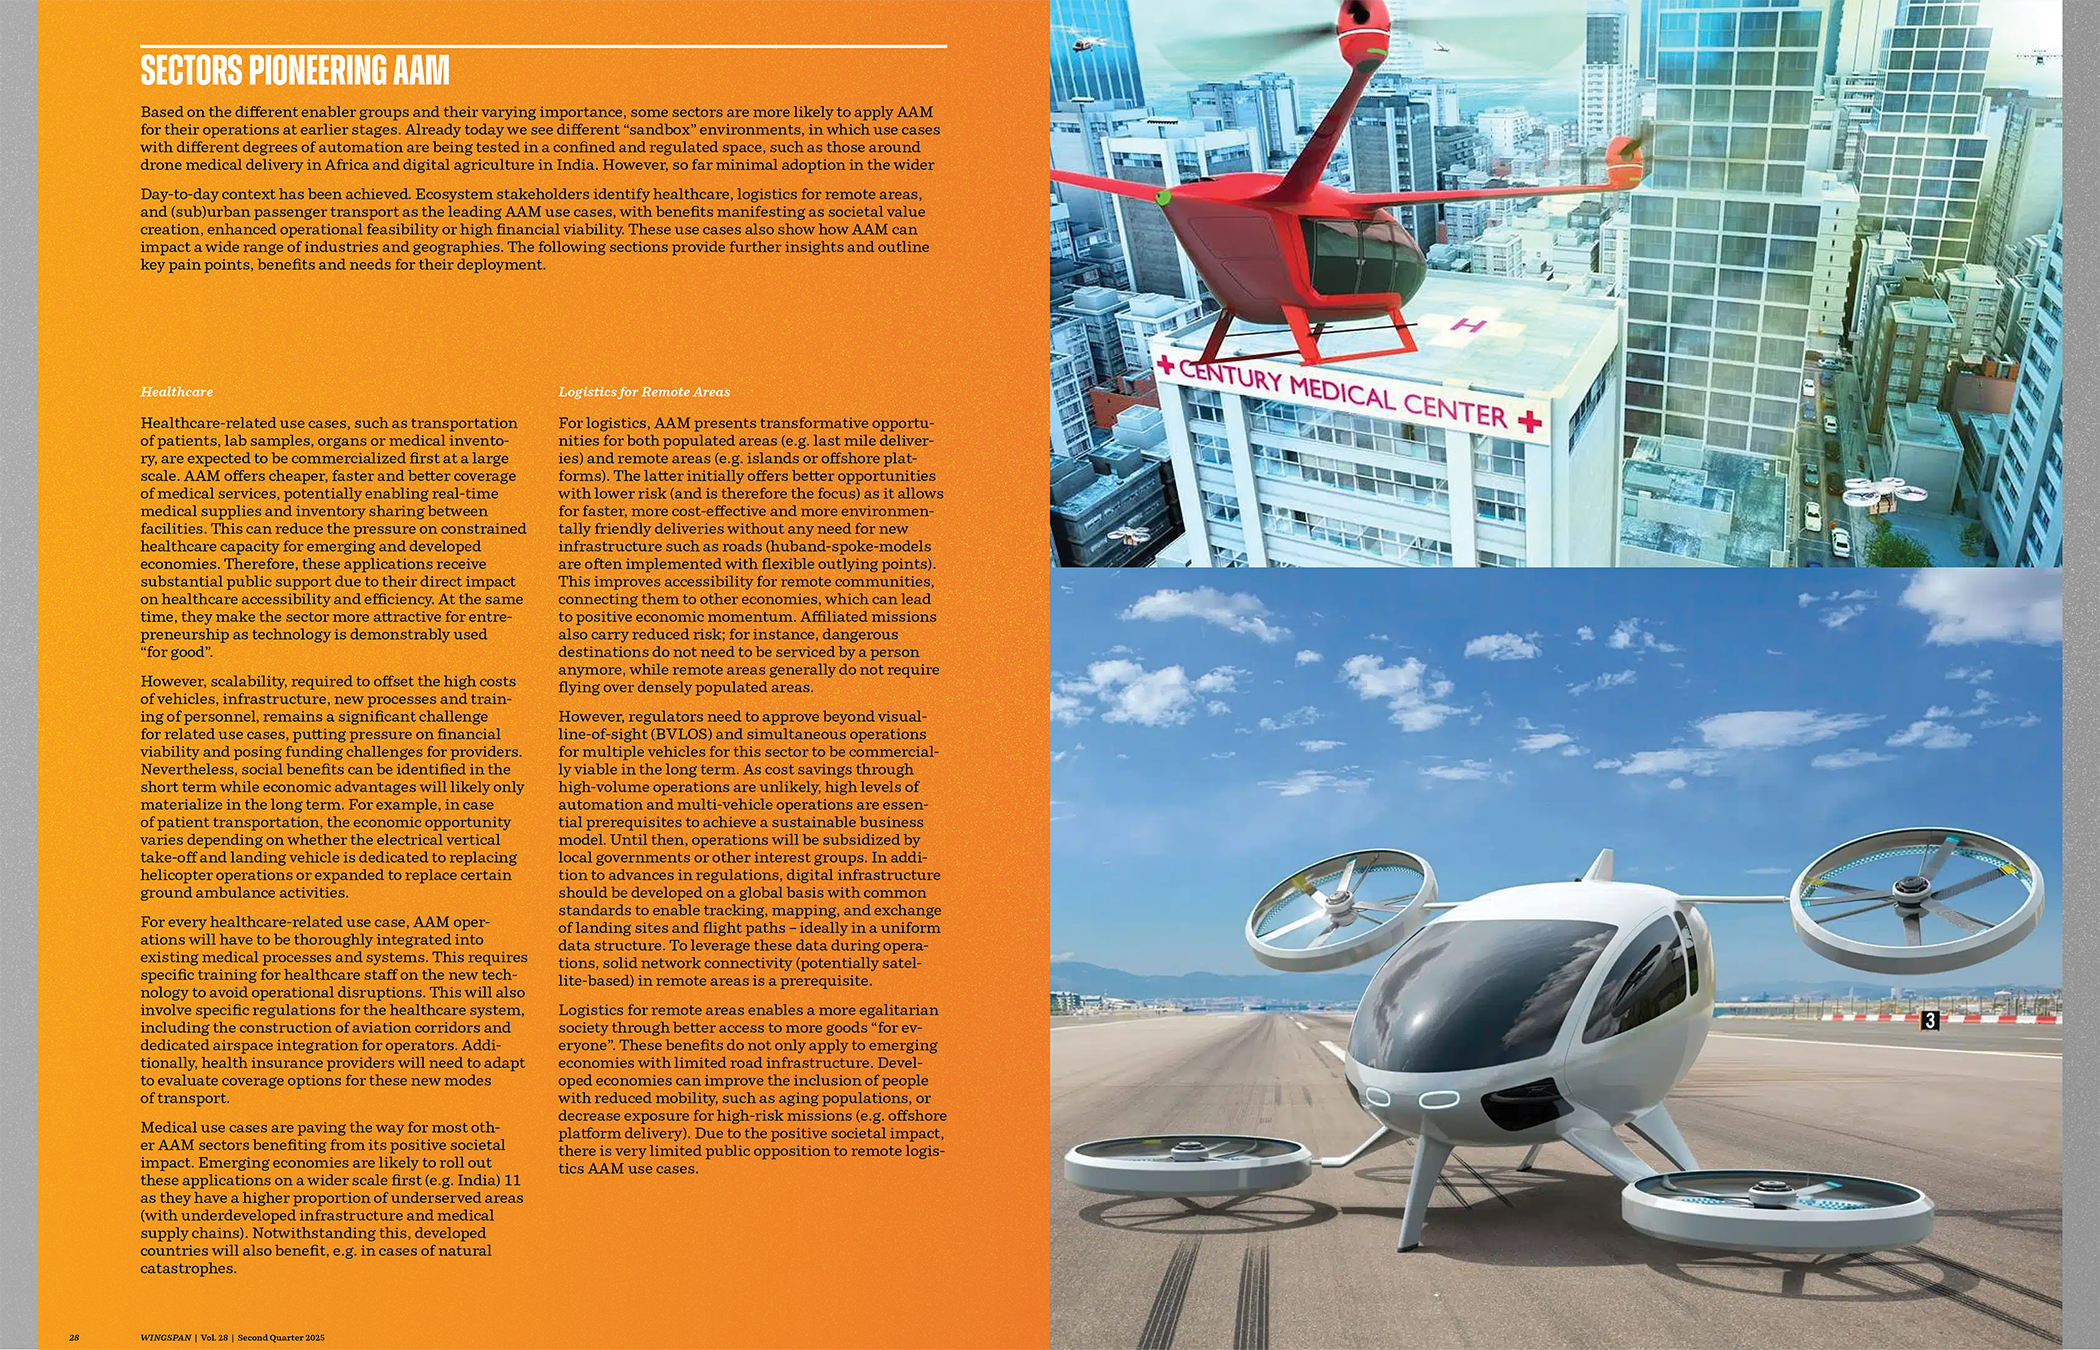 SECTORS PIONEERING AAM
Based on the different enabler groups and their varying importance, some sectors are more likely to apply AAM
for their operations at earlier stages. Already today we see different “sandbox” environments, in which use cases
with different degrees of automation are being tested in a confined and regulated space, such as those around
drone medical delivery in Africa and digital agriculture in India. However, so far minimal adoption in the wider
Day-to-day context has been achieved. Ecosystem stakeholders identify healthcare, logistics for remote areas,
and (sub)urban passenger transport as the leading AAM use cases, with benefits manifesting as societal value
creation, enhanced operational feasibility or high financial viability. These use cases also show how AAM can
impact a wide range of industries and geographies. The following sections provide further insights and outline
key pain points, benefits and needs for their deployment.
Healthcare
Healthcare-related use cases, such as transportation
of patients, lab samples, organs or medical invento-
ry, are expected to be commercialized first at a large
scale. AAM offers cheaper, faster and better coverage
of medical services, potentially enabling real-time
medical supplies and inventory sharing between
facilities. This can reduce the pressure on constrained
healthcare capacity for emerging and developed
economies. Therefore, these applications receive
substantial public support due to their direct impact
on healthcare accessibility and efficiency. At the same
time, they make the sector more attractive for entre-
preneurship as technology is demonstrably used
“for good”.
However, scalability, required to offset the high costs
of vehicles, infrastructure, new processes and train-
ing of personnel, remains a significant challenge
for related use cases, putting pressure on financial
viability and posing funding challenges for providers.
Nevertheless, social benefits can be identified in the
short term while economic advantages will likely only
materialize in the long term. For example, in case
of patient transportation, the economic opportunity
varies depending on whether the electrical vertical
take-off and landing vehicle is dedicated to replacing
helicopter operations or expanded to replace certain
ground ambulance activities.
For every healthcare-related use case, AAM oper-
ations will have to be thoroughly integrated into
existing medical processes and systems. This requires
specific training for healthcare staff on the new tech-
nology to avoid operational disruptions. This will also
involve specific regulations for the healthcare system,
including the construction of aviation corridors and
dedicated airspace integration for operators. Addi-
tionally, health insurance providers will need to adapt
to evaluate coverage options for these new modes
of transport.
Medical use cases are paving the way for most oth-
er AAM sectors benefiting from its positive societal
impact. Emerging economies are likely to roll out
these applications on a wider scale first (e.g. India) 11
as they have a higher proportion of underserved areas
(with underdeveloped infrastructure and medical
supply chains). Notwithstanding this, developed
countries will also benefit, e.g. in cases of natural
catastrophes.
Logistics for Remote Areas
For logistics, AAM presents transformative opportu-
nities for both populated areas (e.g. last mile deliver-
ies) and remote areas (e.g. islands or offshore plat-
forms). The latter initially offers better opportunities
with lower risk (and is therefore the focus) as it allows
for faster, more cost-effective and more environmen-
tally friendly deliveries without any need for new
infrastructure such as roads (huband-spoke-models
are often implemented with flexible outlying points).
This improves accessibility for remote communities,
connecting them to other economies, which can lead
to positive economic momentum. Affiliated missions
also carry reduced risk; for instance, dangerous
destinations do not need to be serviced by a person
anymore, while remote areas generally do not require
flying over densely populated areas.
However, regulators need to approve beyond visual-
line-of-sight (BVLOS) and simultaneous operations
for multiple vehicles for this sector to be commercial-
ly viable in the long term. As cost savings through
high-volume operations are unlikely, high levels of
automation and multi-vehicle operations are essen-
tial prerequisites to achieve a sustainable business
model. Until then, operations will be subsidized by
local governments or other interest groups. In addi-
tion to advances in regulations, digital infrastructure
should be developed on a global basis with common
standards to enable tracking, mapping, and exchange
of landing sites and flight paths – ideally in a uniform
data structure. To leverage these data during opera-
tions, solid network connectivity (potentially satel-
lite-based) in remote areas is a prerequisite.
Logistics for remote areas enables a more egalitarian
society through better access to more goods “for ev-
eryone”. These benefits do not only apply to emerging
economies with limited road infrastructure. Devel-
oped economies can improve the inclusion of people
with reduced mobility, such as aging populations, or
decrease exposure for high-risk missions (e.g. offshore
platform delivery). Due to the positive societal impact,
there is very limited public opposition to remote logis-
tics AAM use cases.
28
WINGSPAN | Vol. 28 | Second Quarter 2025
H
+ CENTURY MEDICAL CENTER +
3